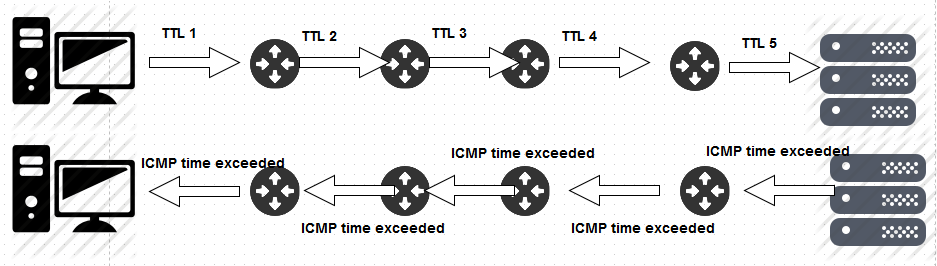 TTL 1
TTL 2
TTL 3
TTL 4
TTL 5
ICMP time exceeded
ICMP time exceeded
ICMP time exceeded
ICMP time exceeded
ICMP time exceeded